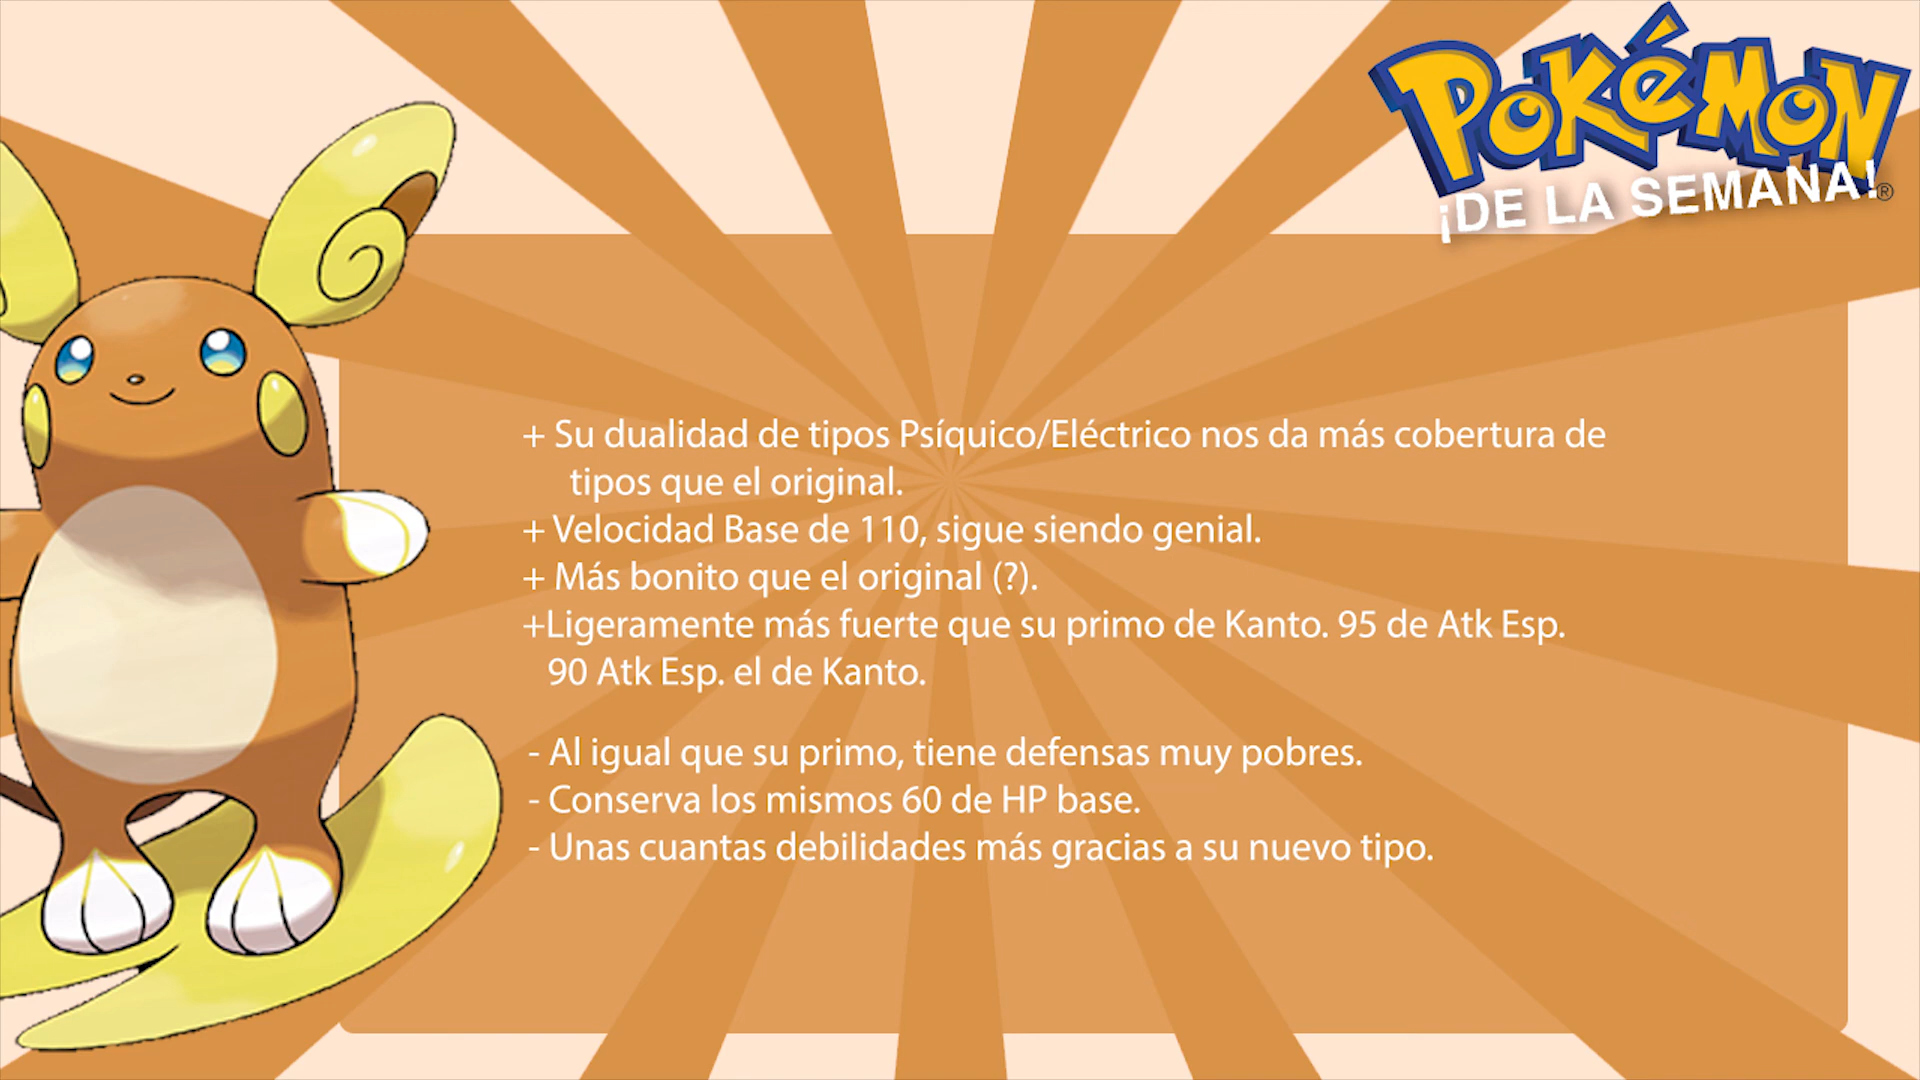 POKéMON
¡DE LA SEMANA!®
+ Su dualidad de tipos Psíquico/Eléctrico nos da más cobertura de
tipos que el original.
+ Velocidad Base de 110, sigue siendo genial.
+ Más bonito que el original (?).
+Ligeramente más fuerte que su primo de Kanto. 95 de Atk Esp.
90 Atk Esp. el de Kanto.
- Al igual que su primo, tiene defensas muy pobres.
- Conserva los mismos 60 de HP base.
- Unas cuantas debilidades más gracias a su nuevo tipo.